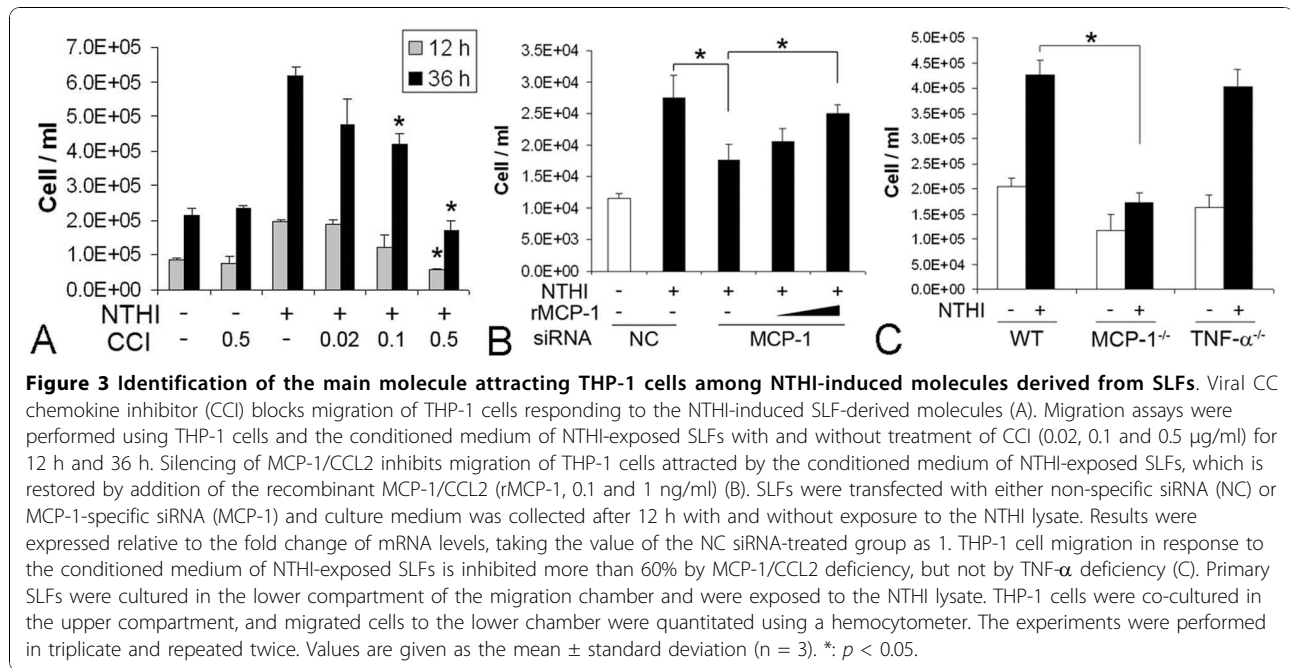 7.0E+05
6.0E+05
5.0E+05
4.0E+05
3.0E+05
2.0E+05
1.0E+05
0.0E+00
Cell / ml
12 h
36 h
*
*
*
NTHI - - + + + +
CCI - 0.5 - 0.02 0.1 0.5
A
3.5E+04
3.0E+04
2.5E+04
2.0E+04
1.5E+04
1.0E+04
5.0E+03
0.0E+00
Cell / ml
*
*
NTHI - + + + +
rMCP-1 - - -
siRNA NC MCP-1
B
5.0E+05
4.5E+05
4.0E+05
3.5E+05
3.0E+05
2.5E+05
2.0E+05
1.5E+05
1.0E+05
5.0E+04
0.0E+00
Cell / ml
*
NTHI - + - + - +
WT MCP-1-/- TNF-α-/-
C
Figure 3 Identification of the main molecule attracting THP-1 cells among NTHI-induced molecules derived from SLFs. Viral CC
chemokine inhibitor (CCI) blocks migration of THP-1 cells responding to the NTHI-induced SLF-derived molecules (A). Migration assays were
performed using THP-1 cells and the conditioned medium of NTHI-exposed SLFs with and without treatment of CCI (0.02, 0.1 and 0.5 μg/ml) for
12 h and 36 h. Silencing of MCP-1/CCL2 inhibits migration of THP-1 cells attracted by the conditioned medium of NTHI-exposed SLFs, which is
restored by addition of the recombinant MCP-1/CCL2 (rMCP-1, 0.1 and 1 ng/ml) (B). SLFs were transfected with either non-specific siRNA (NC) or
MCP-1-specific siRNA (MCP-1) and culture medium was collected after 12 h with and without exposure to the NTHI lysate. Results were
expressed relative to the fold change of mRNA levels, taking the value of the NC siRNA-treated group as 1. THP-1 cell migration in response to
the conditioned medium of NTHI-exposed SLFs is inhibited more than 60% by MCP-1/CCL2 deficiency, but not by TNF-α deficiency (C). Primary
SLFs were cultured in the lower compartment of the migration chamber and were exposed to the NTHI lysate. THP-1 cells were co-cultured in
the upper compartment, and migrated cells to the lower chamber were quantitated using a hemocytometer. The experiments were performed
in triplicate and repeated twice. Values are given as the mean ± standard deviation (n = 3). *: p < 0.05.